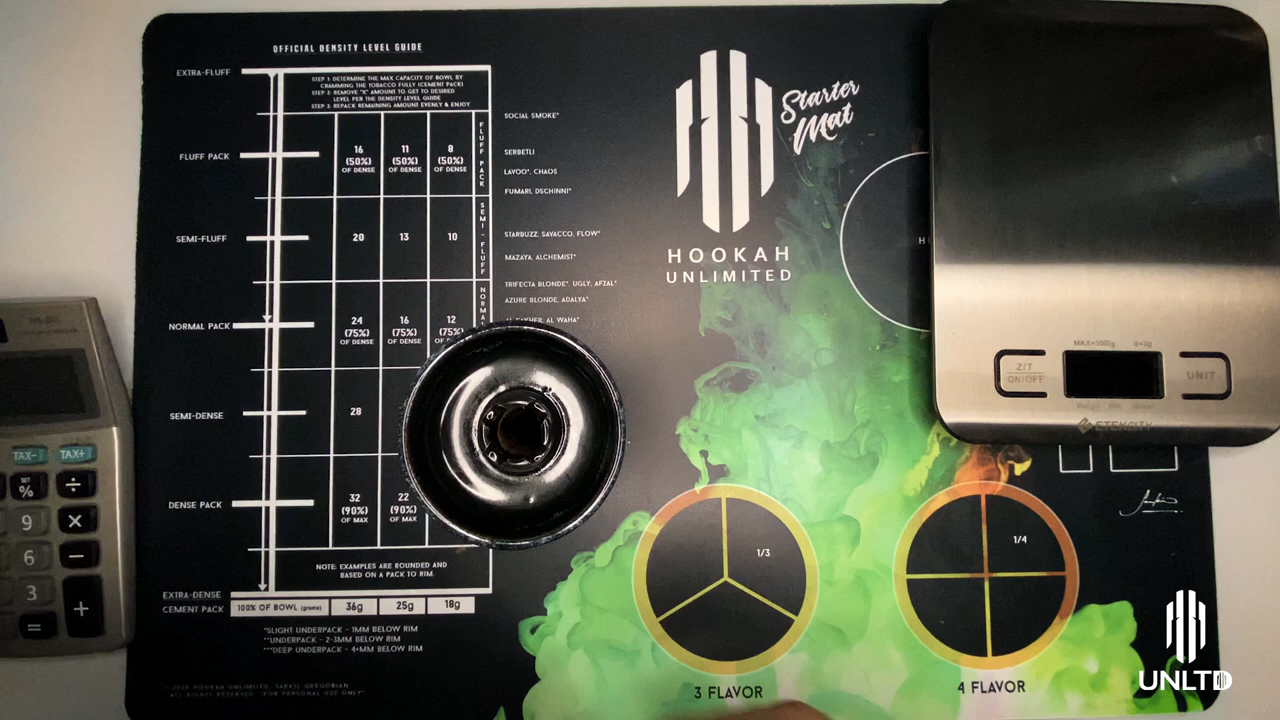 OFFICIAL DENSITY LEVEL GUIDE
EXTRA-FLUFF
STEP 1: DETERMINE THE MAX CAPACITY OF BOWL BY
CRAMMING THE TOBACCO FULLY (CEMENT PACK)
STEP 2: REMOVE "X" AMOUNT TO GET TO DESIRED
LEVEL PER THE DENSITY LEVEL GUIDE
STEP 3: REPACK REMAINING AMOUNT EVENLY & ENJOY
FLUFF PACK
16 11 8
(50%) (50%) (50%)
OF DENSE OF DENSE OF DENSE
FLUFF PACK
SOCIAL SMOKE*
SERBETLI
LAVOO*, CHAOS
FUMARI, DSCHINNI*
SEMI-FLUFF
20 13 10
SEMI-FLUFF
STARBUZZ, SAVACCO, FLOW*
MAZAYA, ALCHEMIST*
TRIFECTA BLONDE*, UGLY, AFZAL*
AZURE BLONDE, ADALYA*
AL WAHA*
NORMAL PACK
24 16 12
(75%) (75%) (75%)
OF DENSE OF DENSE
SEMI-DENSE
28
DENSE PACK
32 22
(90%) (90%)
OF MAX OF MAX
NOTE: EXAMPLES ARE ROUNDED AND
BASED ON A PACK TO RIM.
EXTRA-DENSE
CEMENT PACK 100% OF BOWL (grams) 36g 25g 18g
*SLIGHT UNDERPACK - 1MM BELOW RIM
**UNDERPACK - 2-3MM BELOW RIM
***DEEP UNDERPACK - 4+MM BELOW RIM
Starter
Mat
HOOKAH
UNLIMITED
1/3
3 FLAVOR
1/4
4 FLAVOR
Z/T
ON/OFF
UNIT
ETEKCITY
TAX- TAX+
SET
% ÷
9 ×
6 −
3 +
=
UNLTD